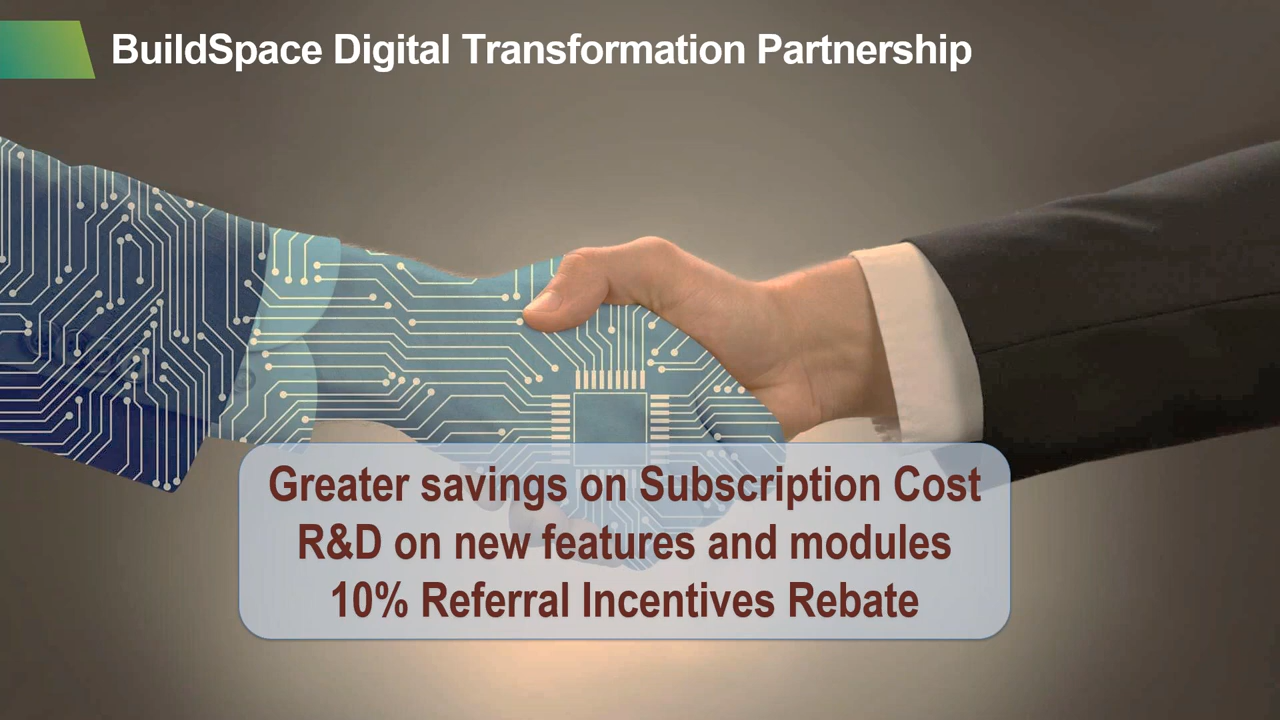 BuildSpace Digital Transformation Partnership
Greater savings on Subscription Cost
R&D on new features and modules
10% Referral Incentives Rebate